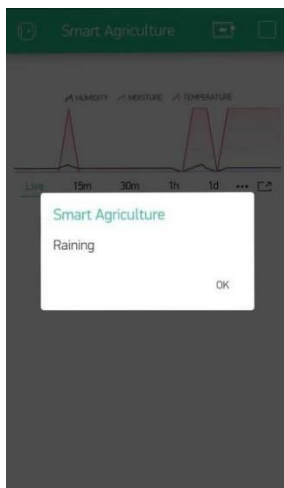 Smart Agriculture
HUMIDITY MOISTURE TEMPERATURE
Live 15m 30m 1h 1d
Smart Agriculture
Raining
OK